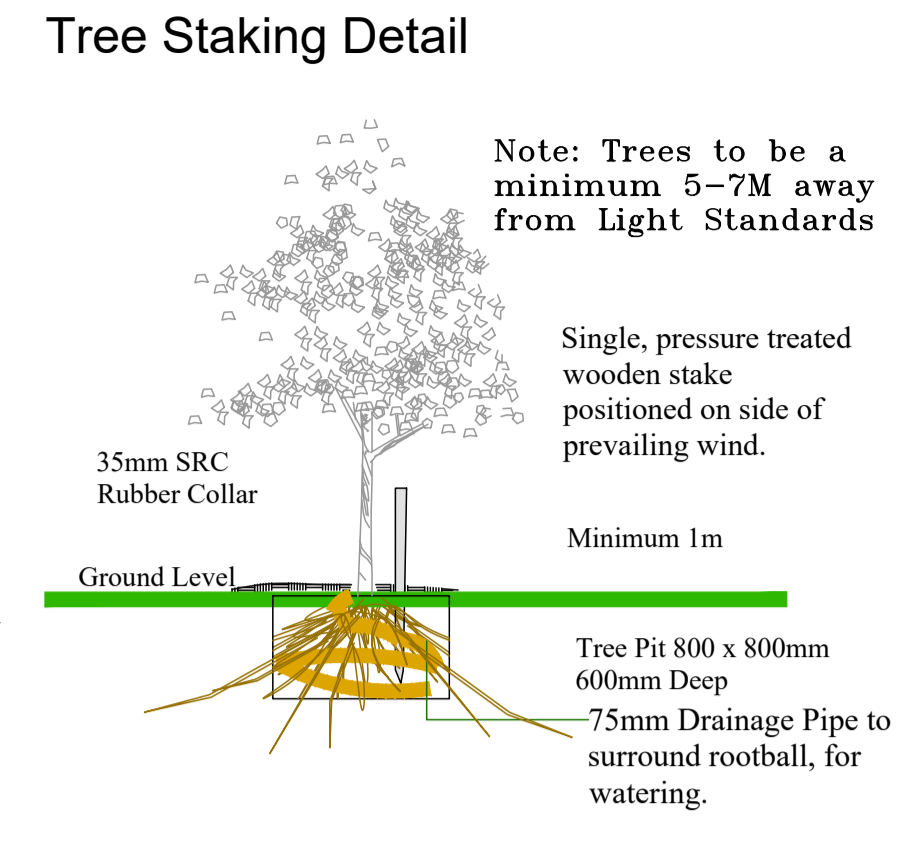 Tree Staking Detail
Note: Trees to be a
minimum 5-7M away
from Light Standards
Single, pressure treated
wooden stake
positioned on side of
prevailing wind.
35mm SRC
Rubber Collar
Minimum 1m
Ground Level
Tree Pit 800 x 800mm
600mm Deep
75mm Drainage Pipe to
surround rootball, for
watering.